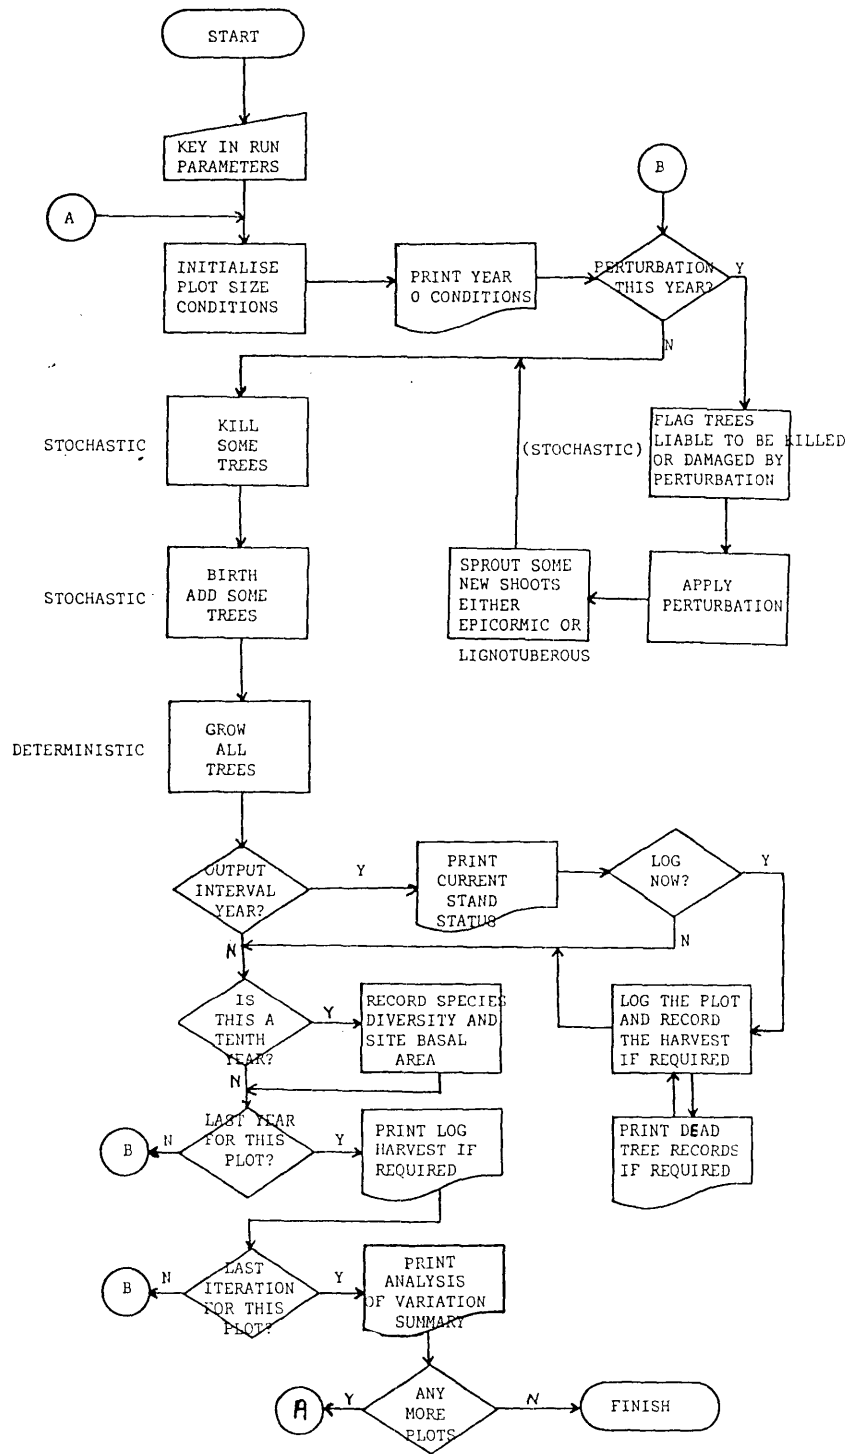 START
KEY IN RUN
PARAMETERS
A
B
INITIALISE
PLOT SIZE
CONDITIONS
PRINT YEAR
0 CONDITIONS
PERTURBATION
THIS YEAR?
Y
N
STOCHASTIC
KILL
SOME
TREES
(STOCHASTIC)
FLAG TREES
LIABLE TO BE KILLED
OR DAMAGED BY
PERTURBATION
STOCHASTIC
BIRTH
ADD SOME
TREES
SPROUT SOME
NEW SHOOTS
EITHER
EPICORMIC OR
LIGNOTUBEROUS
APPLY
PERTURBATION
DETERMINISTIC
GROW
ALL
TREES
OUTPUT
INTERVAL
YEAR?
Y
PRINT
CURRENT
STAND
STATUS
LOG
NOW?
Y
N
N
IS
THIS A
TENTH
YEAR?
Y
RECORD SPECIES
DIVERSITY AND
SITE BASAL
AREA
LOG THE PLOT
AND RECORD
THE HARVEST
IF REQUIRED
N
B
N
LAST YEAR
FOR THIS
PLOT?
Y
PRINT LOG
HARVEST IF
REQUIRED
PRINT DEAD
TREE RECORDS
IF REQUIRED
B
N
LAST
ITERATION
FOR THIS
PLOT?
Y
PRINT
ANALYSIS
OF VARIATION
SUMMARY
A
Y
ANY
MORE
PLOTS
N
FINISH